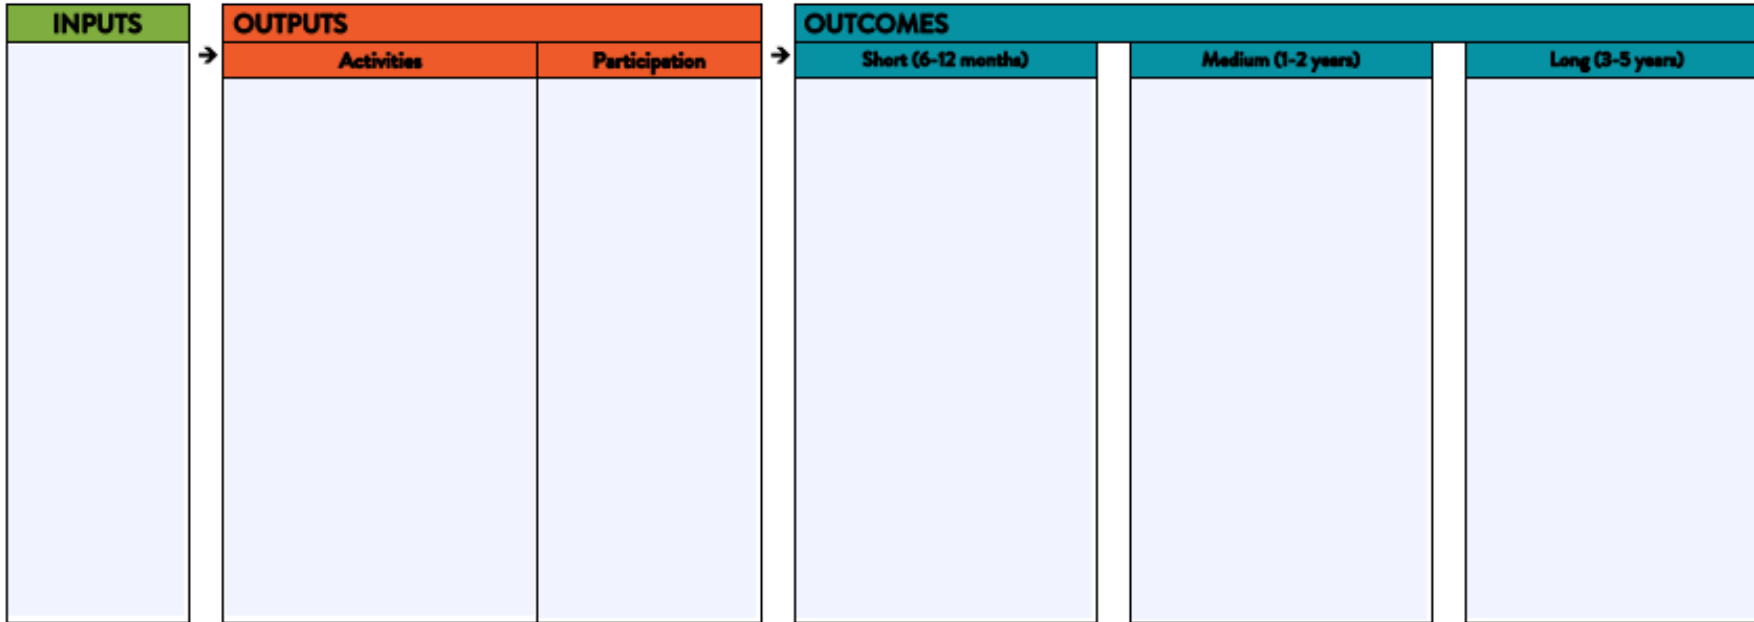 INPUTS
→
OUTPUTS
Activities
Participation
→
OUTCOMES
Short (6-12 months)
Medium (1-2 years)
Long (3-5 years)